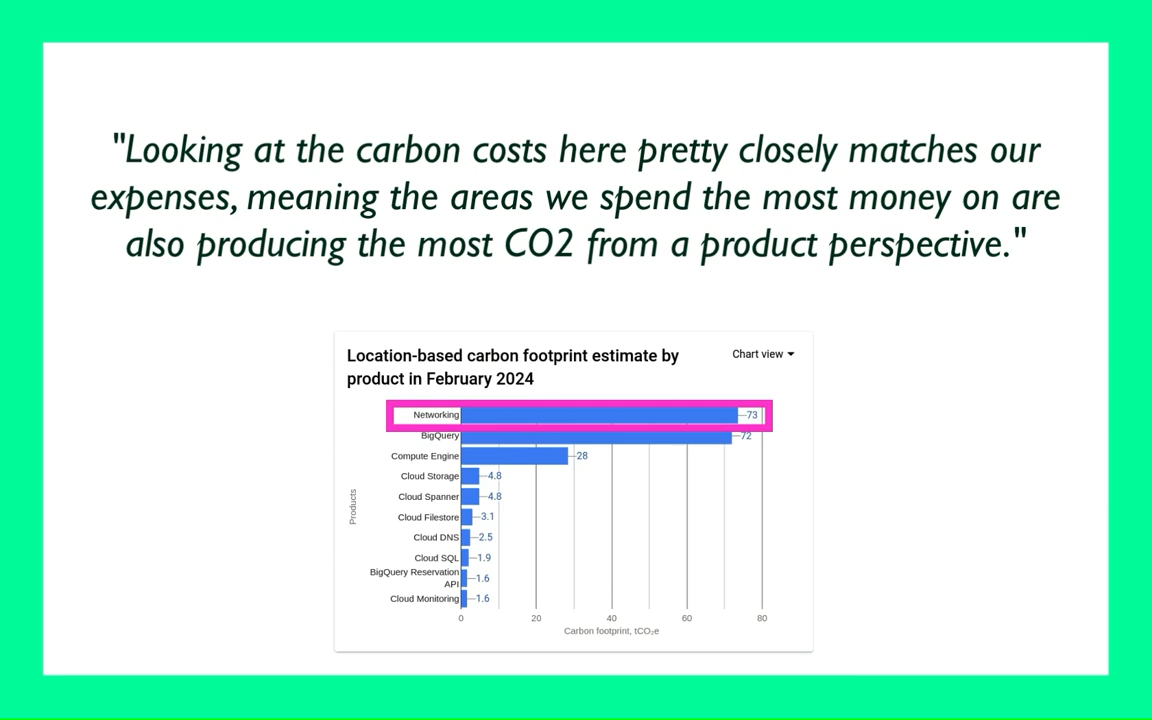 "Looking at the carbon costs here pretty closely matches our
expenses, meaning the areas we spend the most money on are
also producing the most CO2 from a product perspective."
Location-based carbon footprint estimate by
product in February 2024
Chart view
Networking 73
BigQuery 72
Compute Engine 28
Cloud Storage 4.8
Cloud Spanner 4.8
Cloud Filestore 3.1
Cloud DNS 2.5
Cloud SQL 1.9
BigQuery Reservation
API 1.6
Cloud Monitoring 1.6
Products
0 20 40 60 80
Carbon footprint, tCO₂e